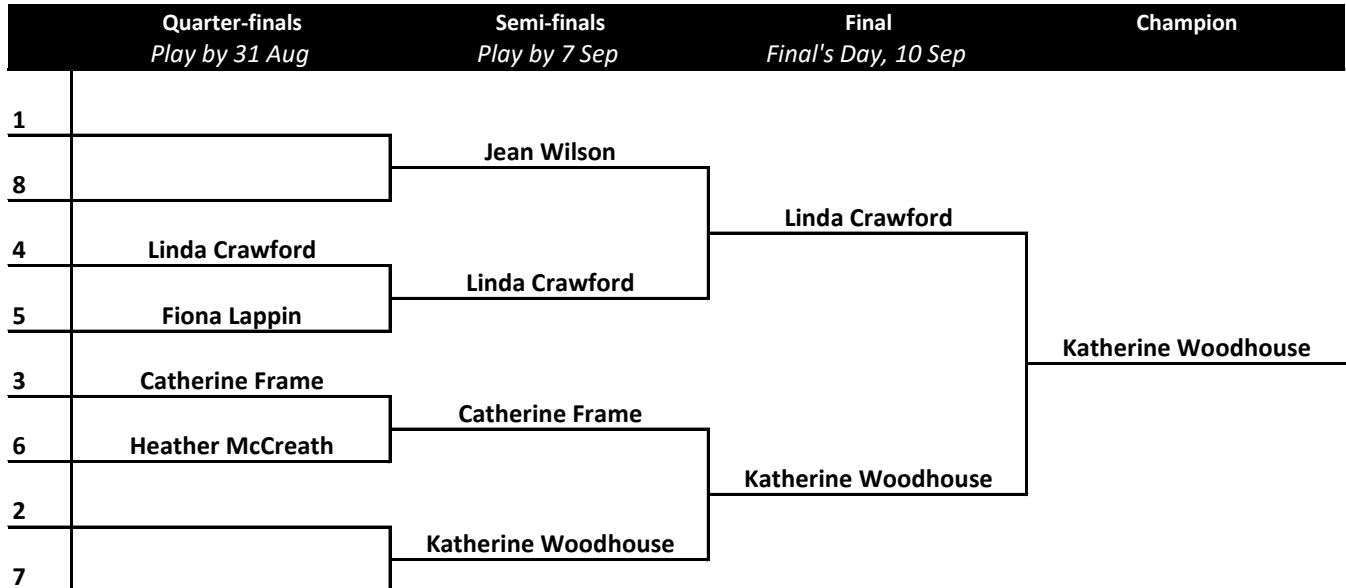 Quarter-finals Semi-finals Final Champion
Play by 31 Aug Play by 7 Sep Final's Day, 10 Sep
1
Jean Wilson
8
Linda Crawford
4 Linda Crawford
Linda Crawford
5 Fiona Lappin
Katherine Woodhouse
3 Catherine Frame
Catherine Frame
6 Heather McCreath
Katherine Woodhouse
2
Katherine Woodhouse
7